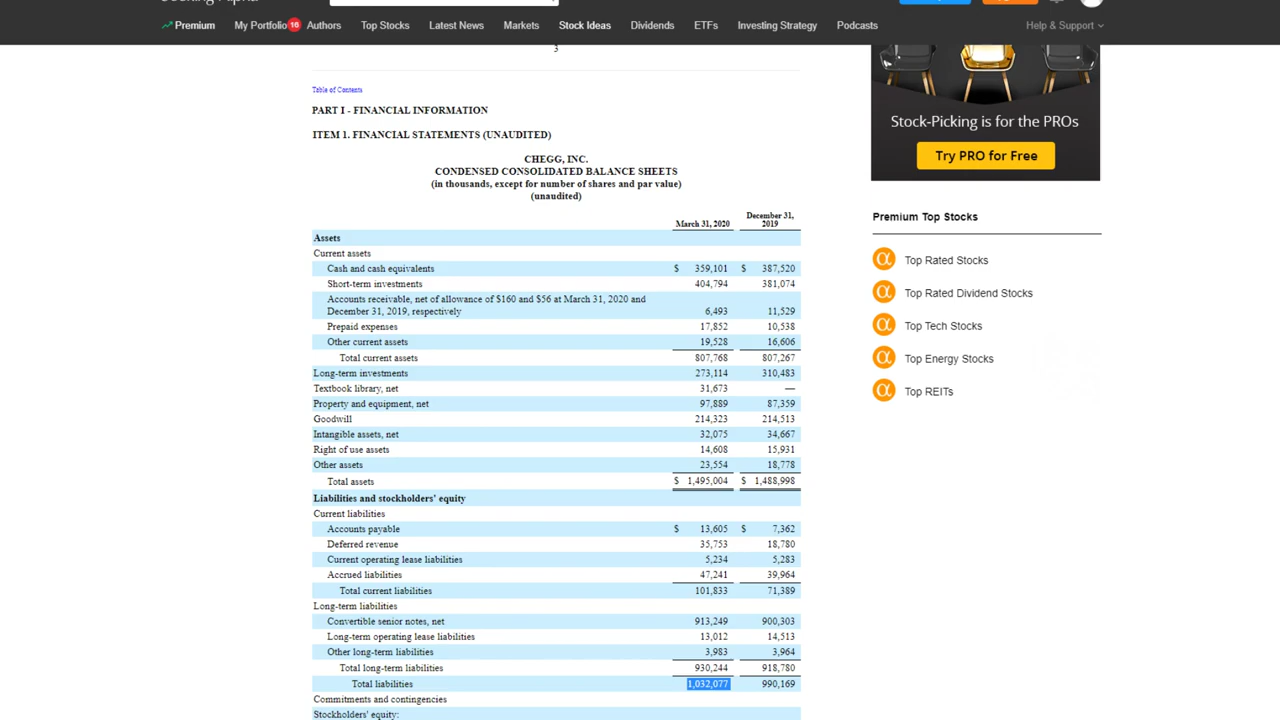 Premium My Portfolio 16 Authors Top Stocks Latest News Markets Stock Ideas Dividends ETFs Investing Strategy Podcasts Help & Support
3
Table of Contents
PART I - FINANCIAL INFORMATION
ITEM 1. FINANCIAL STATEMENTS (UNAUDITED)
CHEGG, INC.
CONDENSED CONSOLIDATED BALANCE SHEETS
(in thousands, except for number of shares and par value)
(unaudited)
March 31, 2020 December 31, 2019
Assets
Current assets
Cash and cash equivalents $ 359,101 $ 387,520
Short-term investments 404,794 381,074
Accounts receivable, net of allowance of $160 and $56 at March 31, 2020 and
December 31, 2019, respectively 6,493 11,529
Prepaid expenses 17,852 10,538
Other current assets 19,528 16,606
Total current assets 807,768 807,267
Long-term investments 273,114 310,483
Textbook library, net 31,673 —
Property and equipment, net 97,889 87,359
Goodwill 214,323 214,513
Intangible assets, net 32,075 34,667
Right of use assets 14,608 15,931
Other assets 23,554 18,778
Total assets $ 1,495,004 $ 1,488,998
Liabilities and stockholders' equity
Current liabilities
Accounts payable $ 13,605 $ 7,362
Deferred revenue 35,753 18,780
Current operating lease liabilities 5,234 5,283
Accrued liabilities 47,241 39,964
Total current liabilities 101,833 71,389
Long-term liabilities
Convertible senior notes, net 913,249 900,303
Long-term operating lease liabilities 13,012 14,513
Other long-term liabilities 3,983 3,964
Total long-term liabilities 930,244 918,780
Total liabilities 1,032,077 990,169
Commitments and contingencies
Stockholders' equity:
Stock-Picking is for the PROs
Try PRO for Free
Premium Top Stocks
Top Rated Stocks
Top Rated Dividend Stocks
Top Tech Stocks
Top Energy Stocks
Top REITs